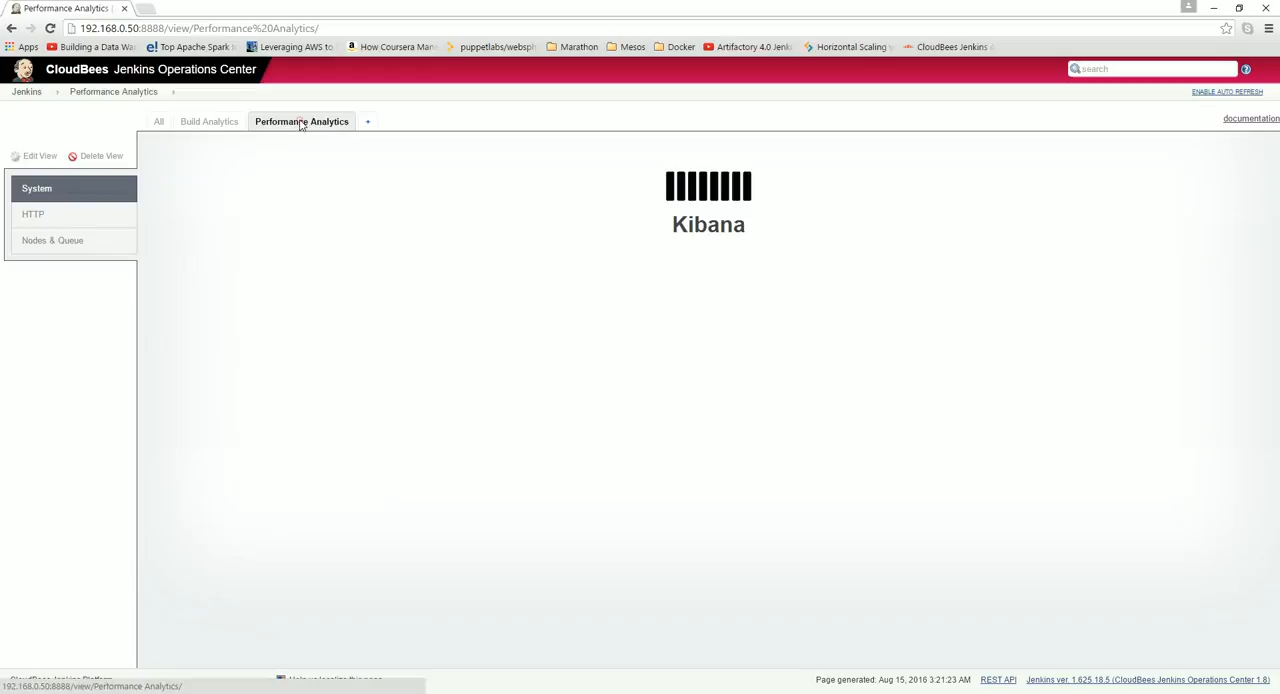 Performance Analytics
192.168.0.50:8888/view/Performance%20Analytics/
Apps Building a Data Wa Top Apache Spark Leveraging AWS to How Coursera Man puppetlabs/websph Marathon Mesos Docker Artifactory 4.0 Jenk Horizontal Scaling CloudBees Jenkins
CloudBees Jenkins Operations Center
search
Jenkins Performance Analytics
ENABLE AUTO REFRESH
All Build Analytics Performance Analytics +
documentation
Edit View Delete View
System
HTTP
Nodes & Queue
Kibana
Page generated: Aug 15, 2016 3:21:23 AM REST API Jenkins ver. 1.625.18.5 (CloudBees Jenkins Operations Center 1.8)
192.168.0.50:8888/view/Performance Analytics/